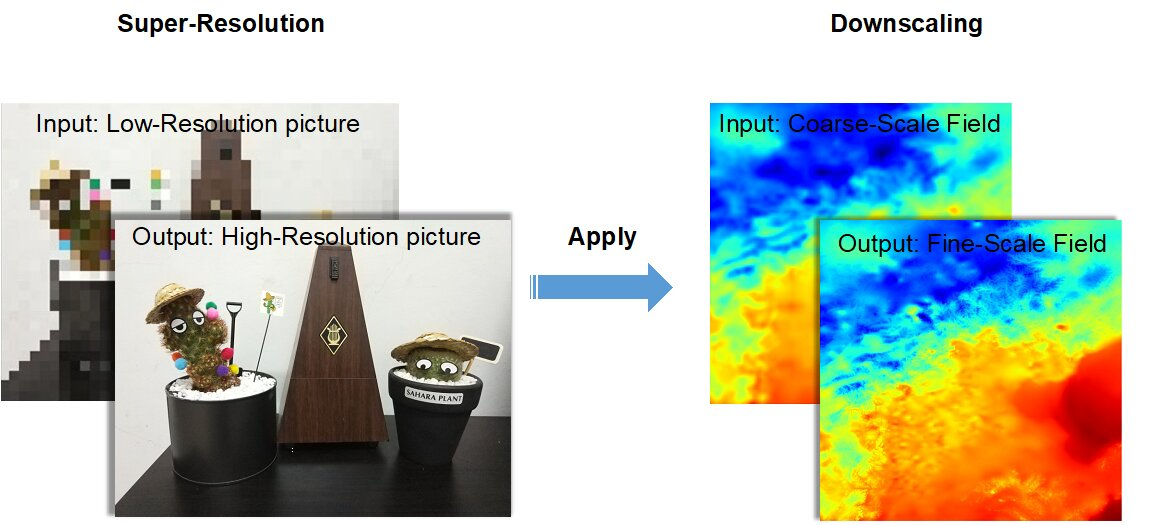 Super-Resolution
Downscaling
Input: Low-Resolution picture
Input: Coarse-Scale Field
Output: High-Resolution picture
Apply
Output: Fine-Scale Field
SAHARA PLANT